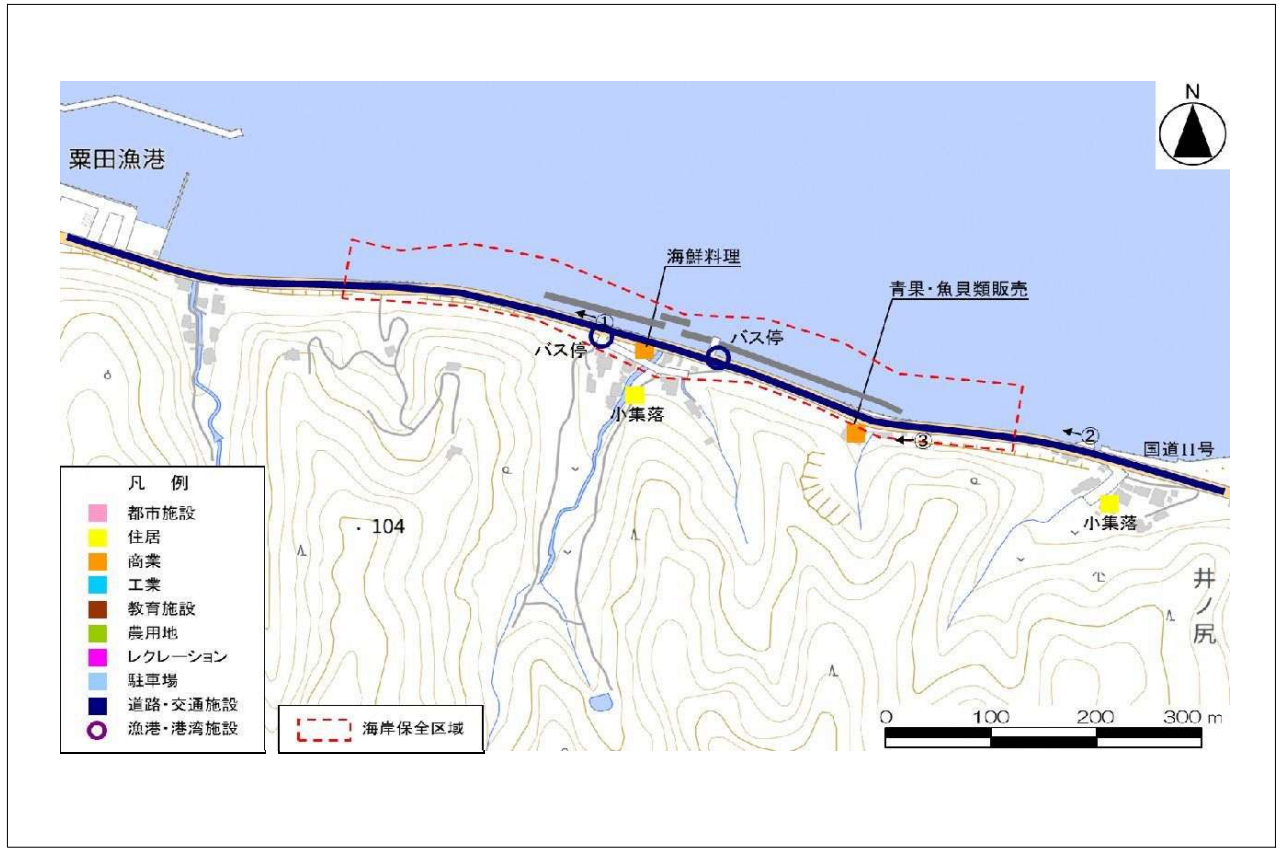 N
粟田漁港
海鮮料理
青果・魚貝類販売
①
バス停
バス停
小集落
③
②
国道11号
小集落
・104
井ノ尻
凡 例
都市施設
住居
商業
工業
教育施設
農用地
レクレーション
駐車場
道路・交通施設
漁港・港湾施設
海岸保全区域
0 100 200 300 m